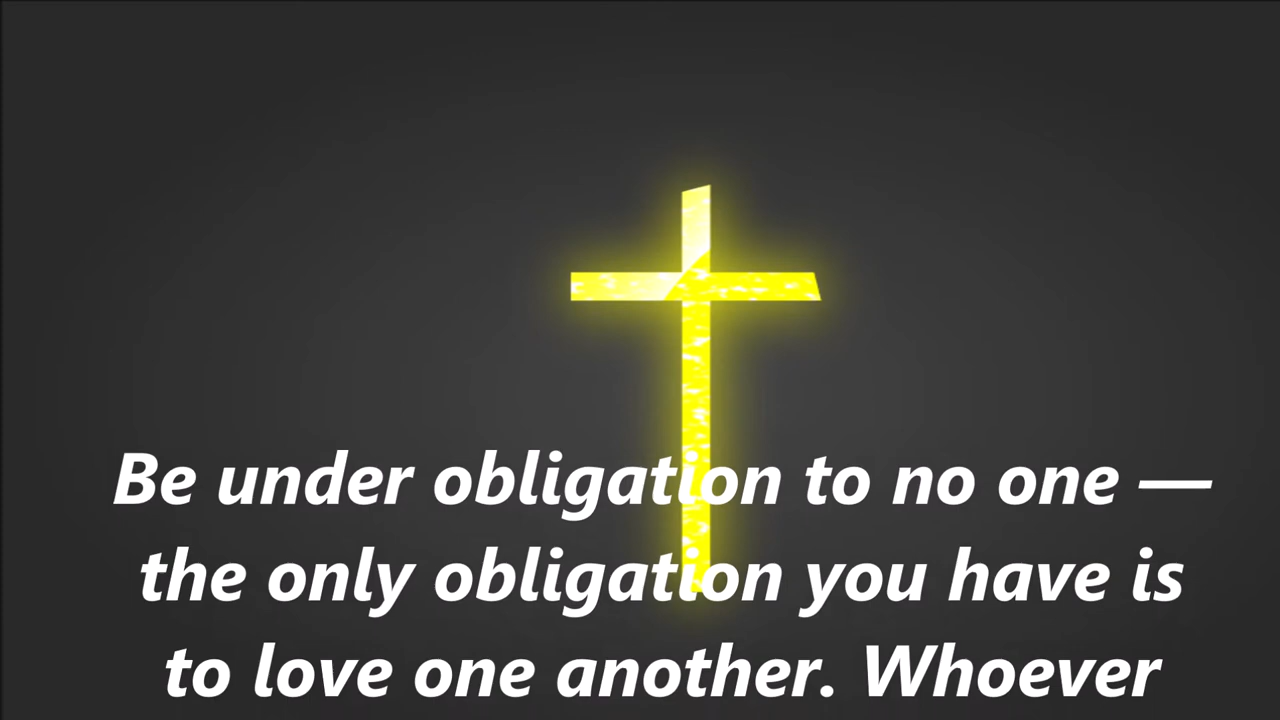 Be under obligation to no one —
the only obligation you have is
to love one another. Whoever